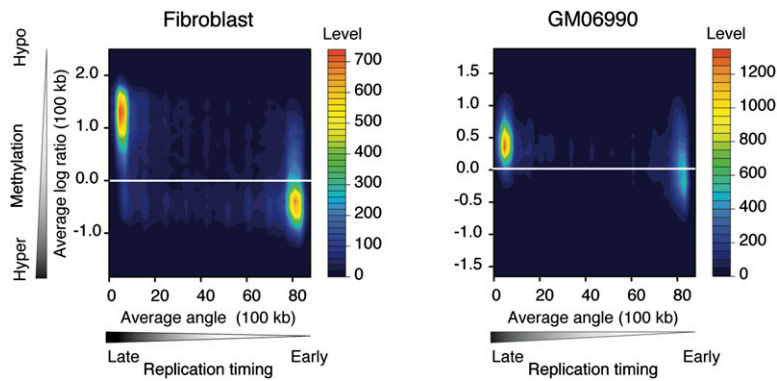 Fibroblast
GM06990
Hypo
Methylation
Hyper
Average log ratio (100 kb)
2.0
1.0
0.0
-1.0
0 20 40 60 80
Average angle (100 kb)
Late Early
Replication timing
Level
700
600
500
400
300
200
100
0
1.5
1.0
0.5
0.0
-0.5
-1.0
-1.5
0 20 40 60 80
Average angle (100 kb)
Late Early
Replication timing
Level
1200
1000
800
600
400
200
0